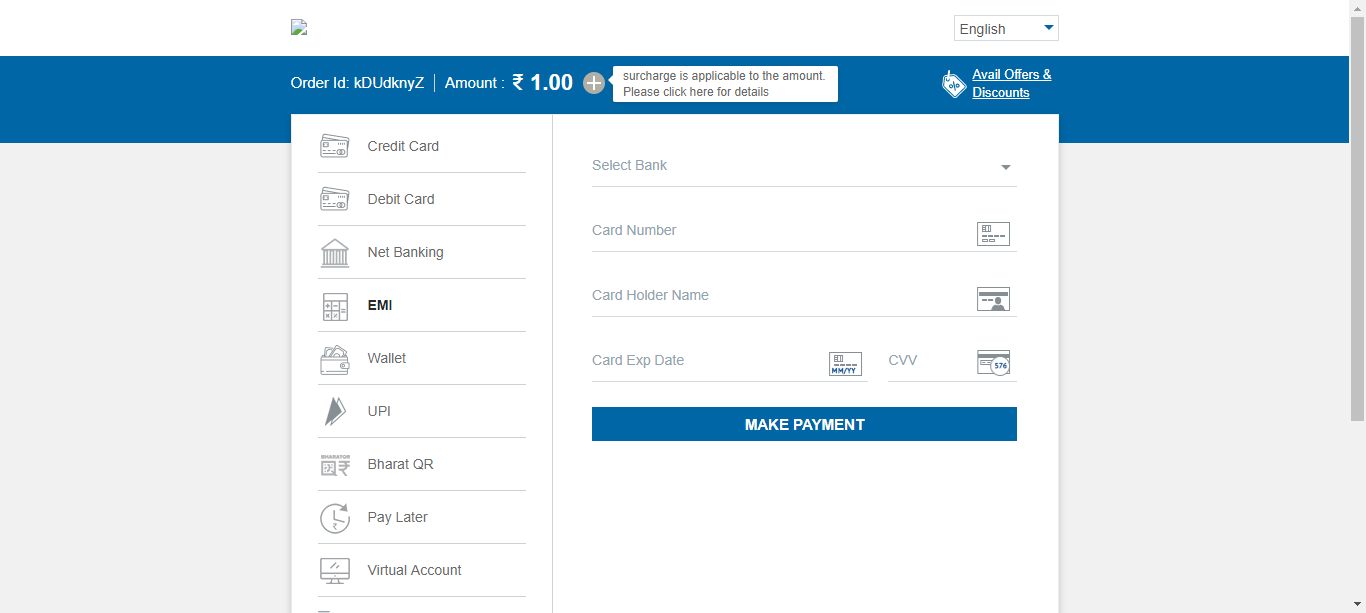 English
Order Id: kDUdknyZ
Amount : ₹ 1.00
surcharge is applicable to the amount.
Please click here for details
Avail Offers &
Discounts
Credit Card
Debit Card
Net Banking
EMI
Wallet
UPI
BHARATQR
Bharat QR
Pay Later
Virtual Account
Select Bank
Card Number
Card Holder Name
Card Exp Date
MM/YY
CVV
576
MAKE PAYMENT